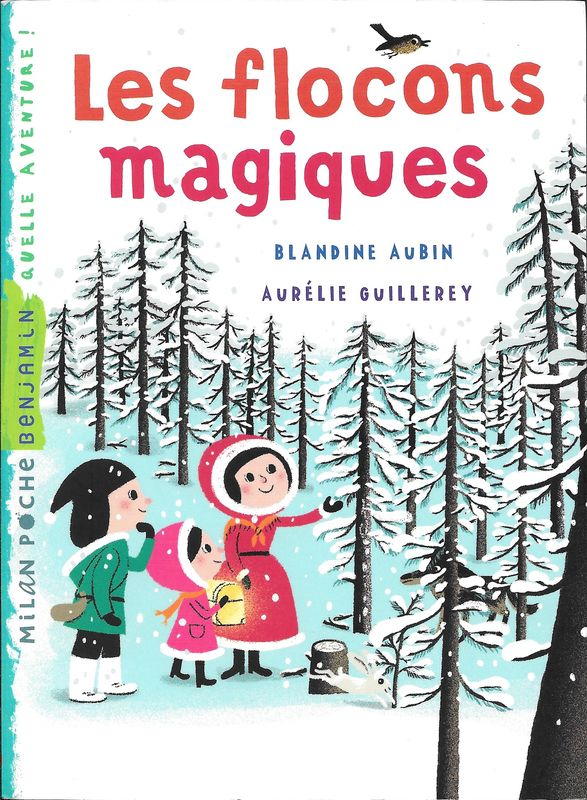 Les flocons
magiques
BLANDINE AUBIN
AURÉLIE GUILLEREY
MiLAN POCHE BENJAMIN QUELLE AVENTURE !